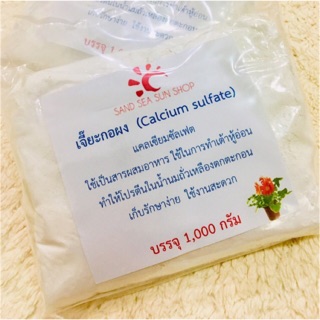 บรรจุ 1,000
SAND SEA SUN SHOP
เจี๊ยะกอผง (Calcium sulfate)
แคลเซียมซัลเฟต
ใช้เป็นสารผสมอาหาร ใช้ในการทำเต้าหู้อ่อน
ทำให้โปรตีนในน้ำนมถั่วเหลืองตกตะกอน
เก็บรักษาง่าย ใช้งานสะดวก
บรรจุ 1,000 กรัม